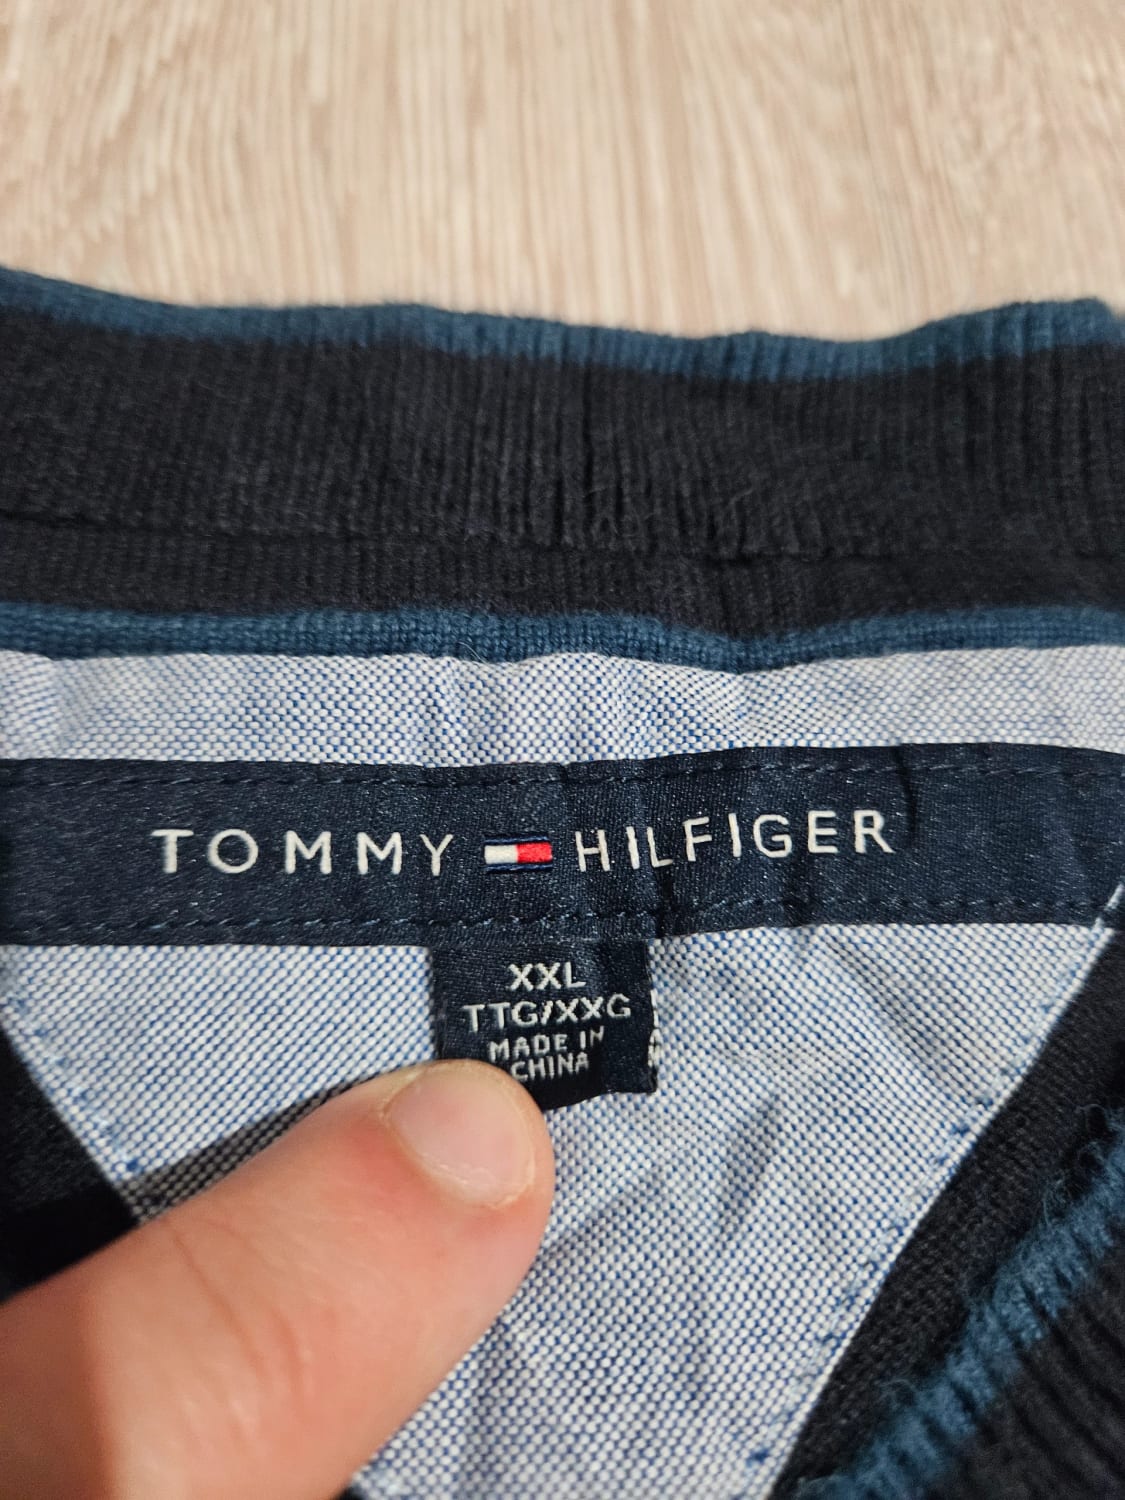 TOMMY HILFIGER
XXL
TTG/XXG
MADE IN
CHINA